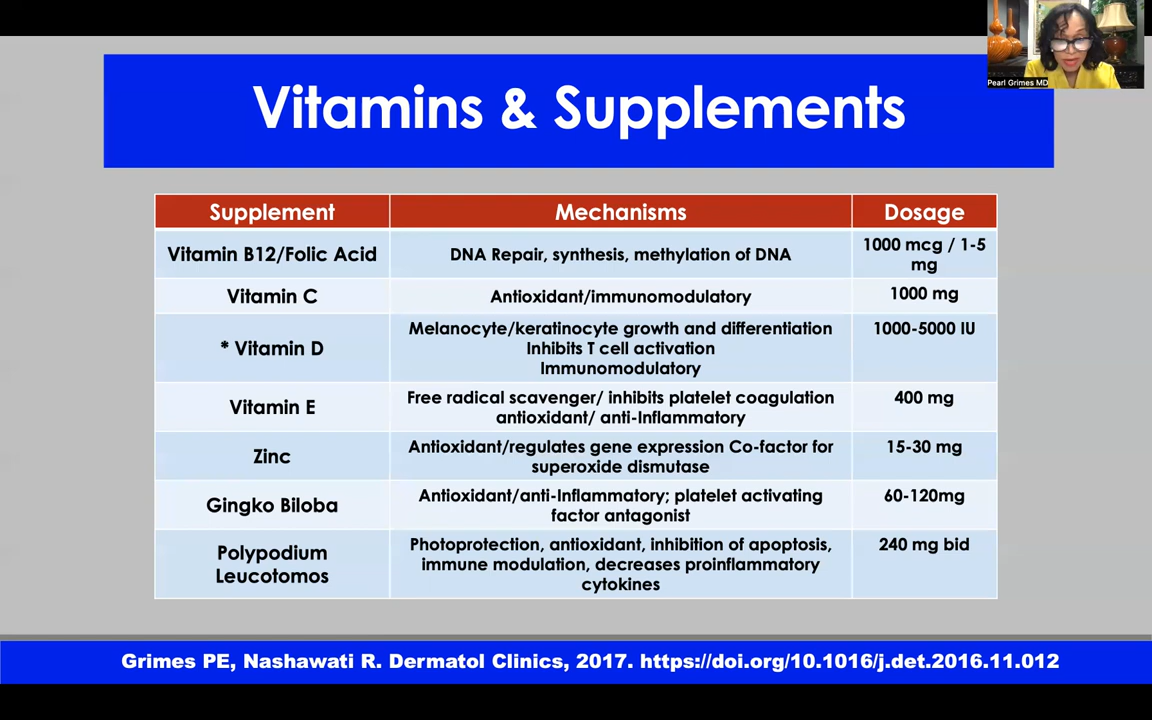 Pearl Grimes MD
Vitamins & Supplements
Supplement Mechanisms Dosage
Vitamin B12/Folic Acid
DNA Repair, synthesis, methylation of DNA
1000 mcg / 1-5
mg
Vitamin C
Antioxidant/immunomodulatory
1000 mg
* Vitamin D
Melanocyte/keratinocyte growth and differentiation
Inhibits T cell activation
Immunomodulatory
1000-5000 IU
Vitamin E
Free radical scavenger/ inhibits platelet coagulation
antioxidant/ anti-Inflammatory
400 mg
Zinc
Antioxidant/regulates gene expression Co-factor for
superoxide dismutase
15-30 mg
Gingko Biloba
Antioxidant/anti-Inflammatory; platelet activating
factor antagonist
60-120mg
Polypodium
Leucotomos
Photoprotection, antioxidant, inhibition of apoptosis,
immune modulation, decreases proinflammatory
cytokines
240 mg bid
Grimes PE, Nashawati R. Dermatol Clinics, 2017. https://doi.org/10.1016/j.det.2016.11.012